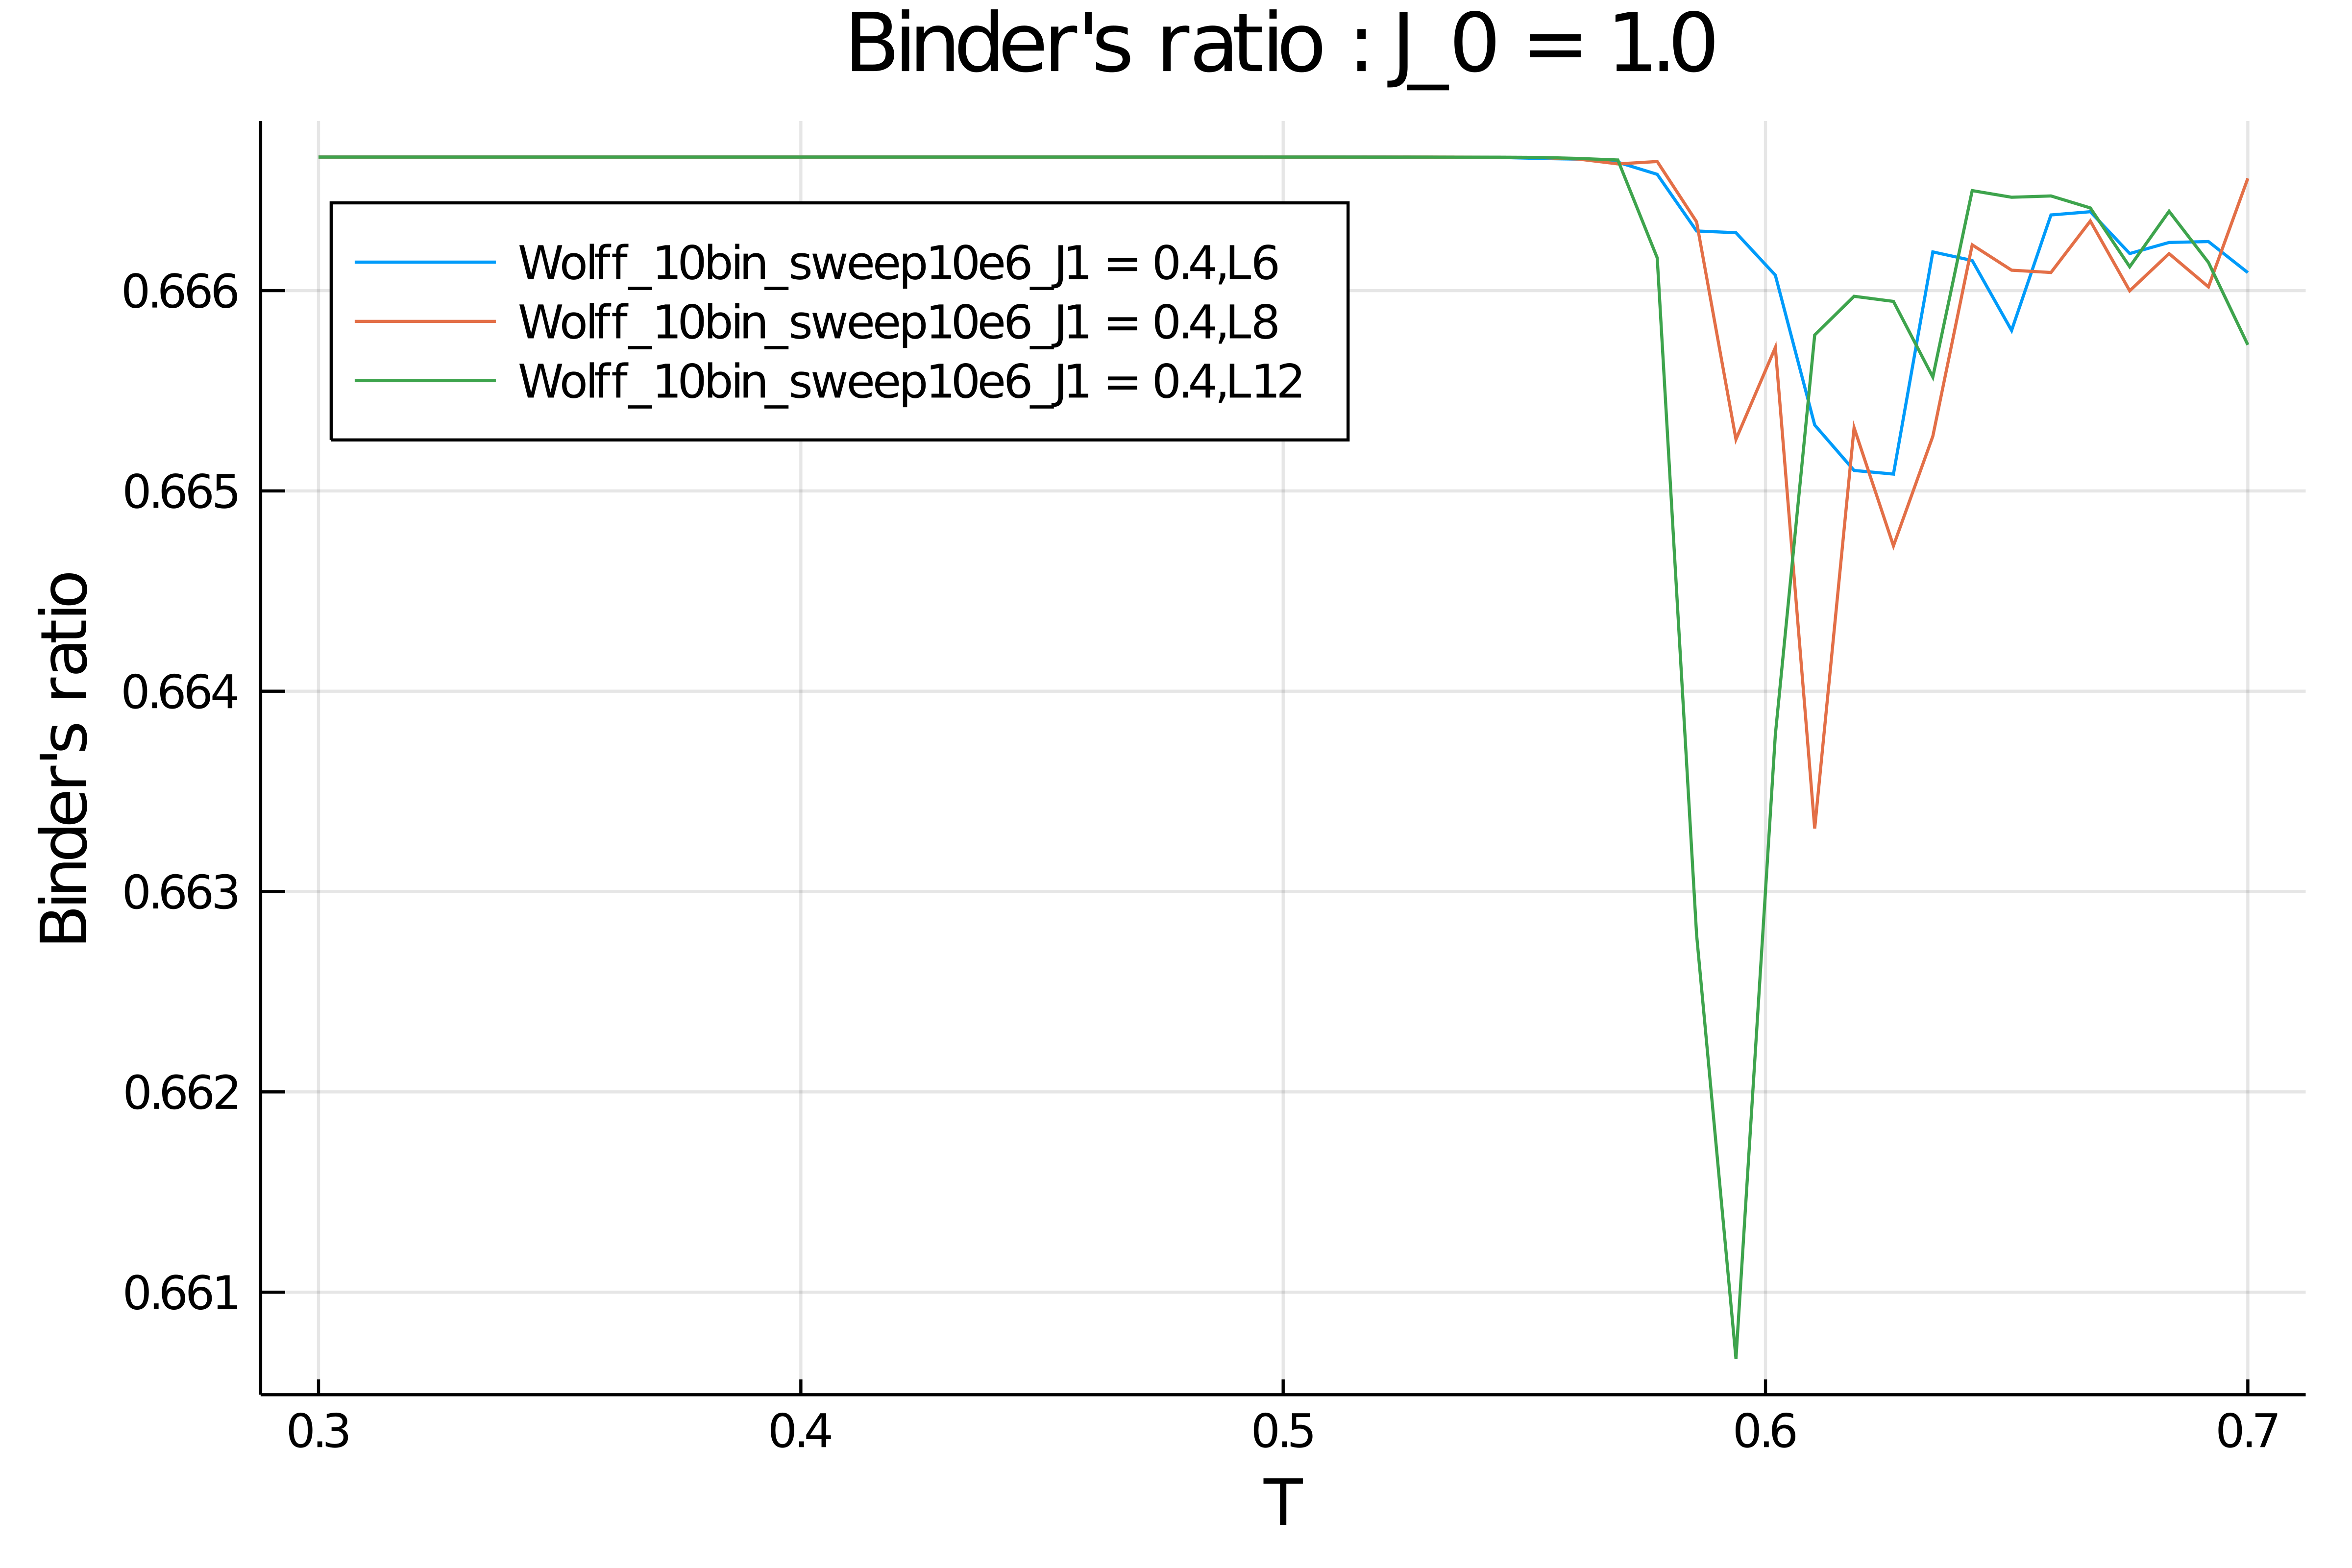 Binder's ratio : J_0 = 1.0
Binder's ratio
0.666
0.665
0.664
0.663
0.662
0.661
Wolff_10bin_sweep10e6_J1 = 0.4,L6
Wolff_10bin_sweep10e6_J1 = 0.4,L8
Wolff_10bin_sweep10e6_J1 = 0.4,L12
0.3 0.4 0.5 0.6 0.7
T